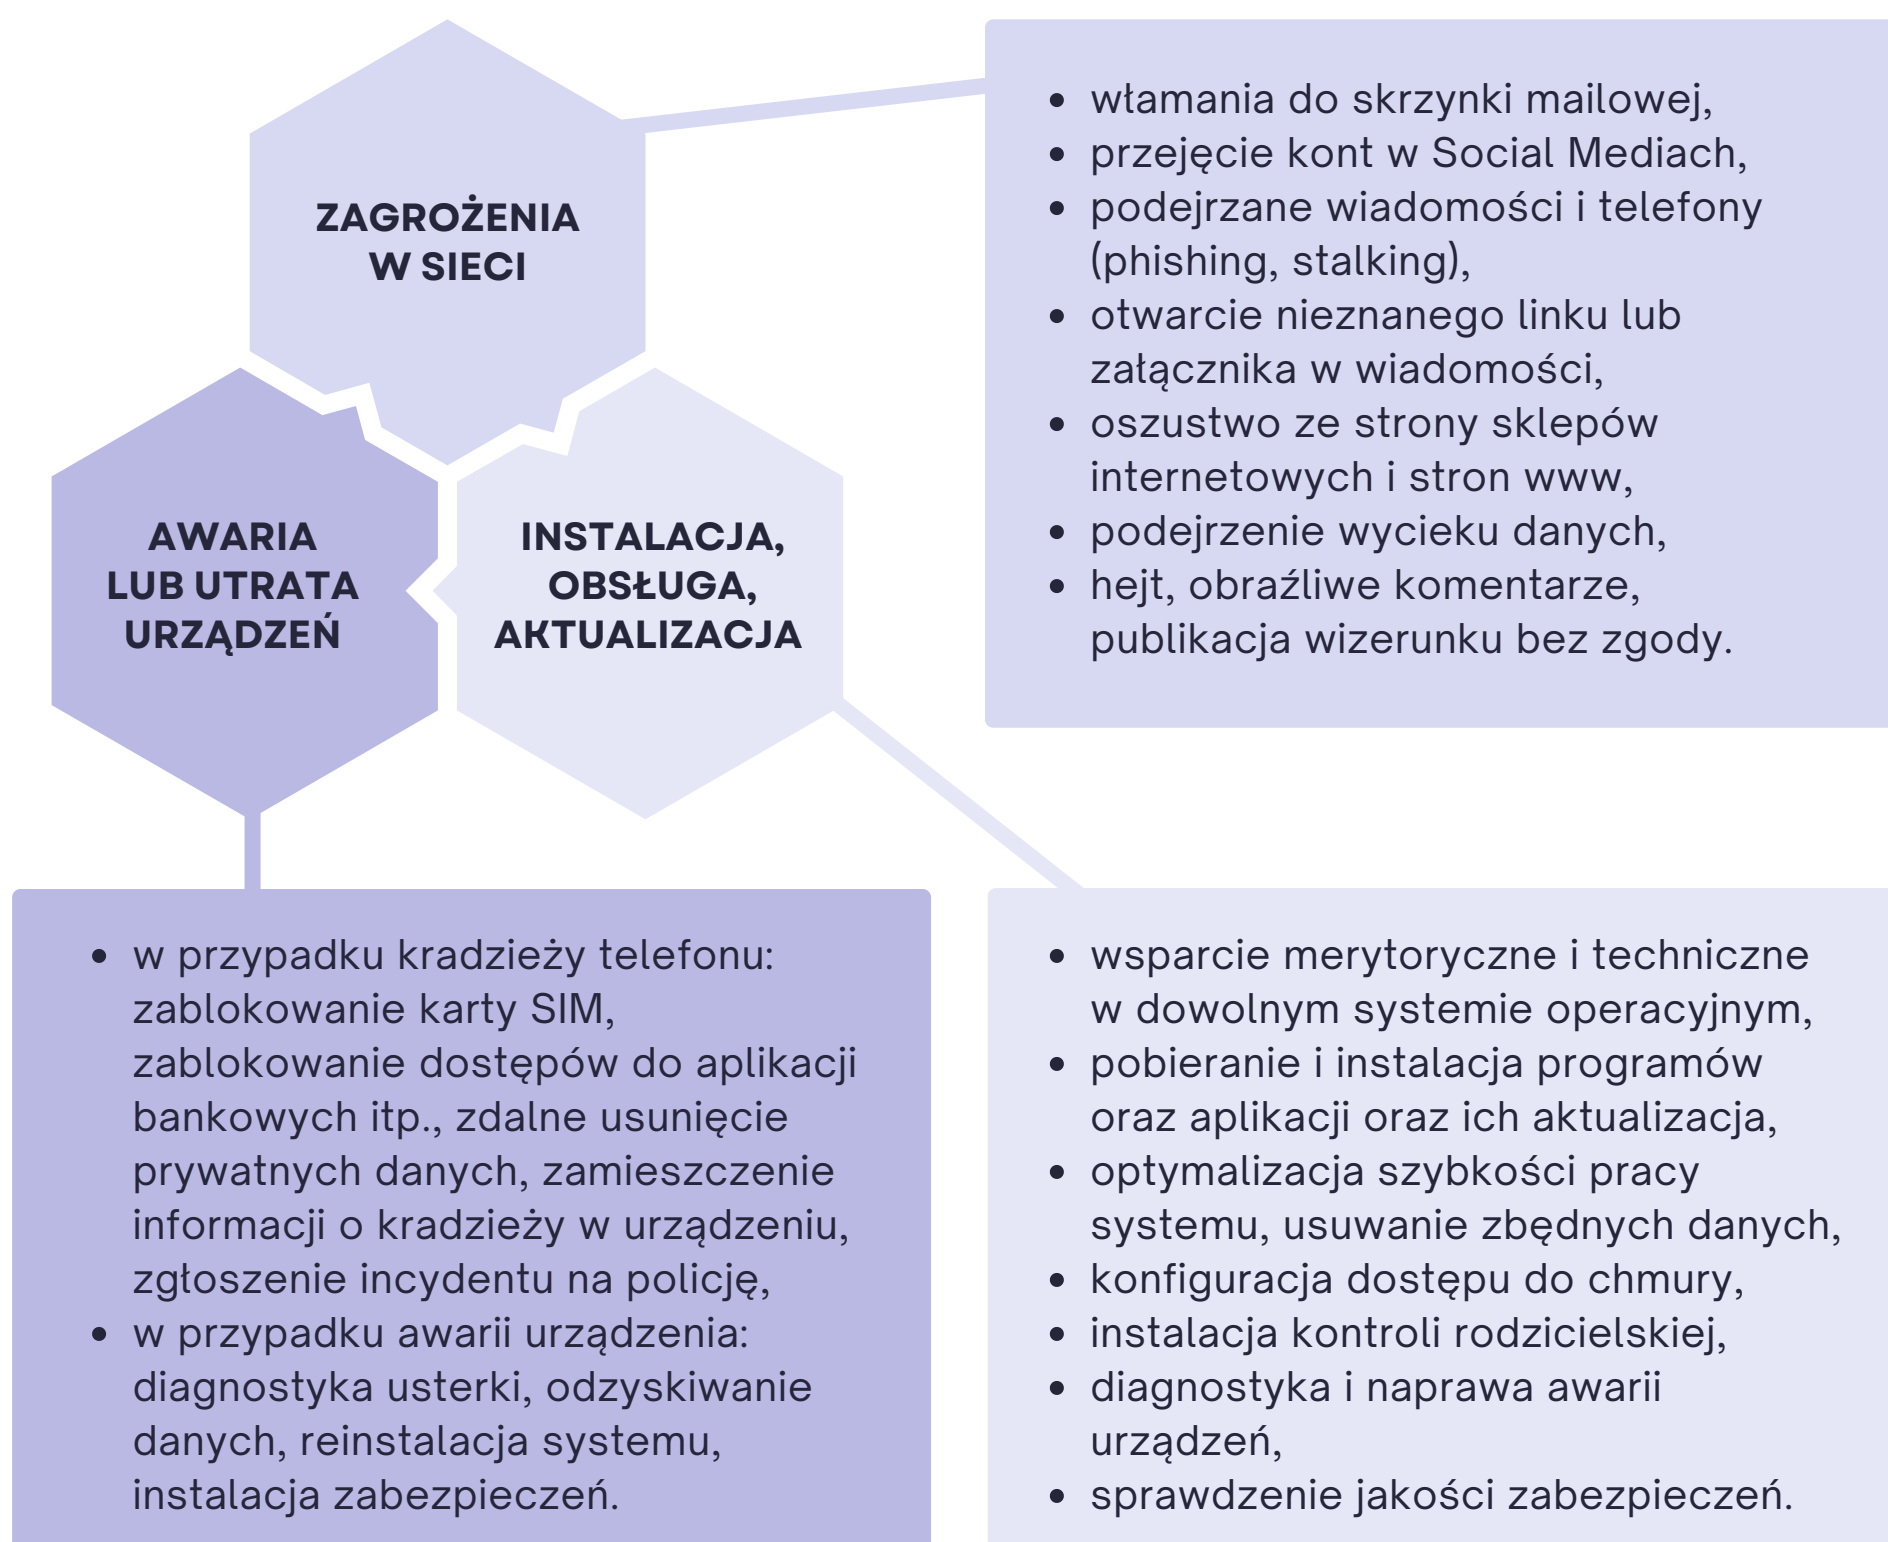 ZAGROŻENIA
W SIECI
włamania do skrzynki mailowej,
przejęcie kont w Social Mediach,
podejrzane wiadomości i telefony
(phishing, stalking),
otwarcie nieznanego linku lub
załącznika w wiadomości,
oszustwo ze strony sklepów
internetowych i stron www,
podejrzenie wycieku danych,
hejt, obraźliwe komentarze,
publikacja wizerunku bez zgody.
AWARIA
LUB UTRATA
URZĄDZEŃ
INSTALACJA,
OBSŁUGA,
AKTUALIZACJA
w przypadku kradzieży telefonu:
zablokowanie karty SIM,
zablokowanie dostępów do aplikacji
bankowych itp., zdalne usunięcie
prywatnych danych, zamieszczenie
informacji o kradzieży w urządzeniu,
zgłoszenie incydentu na policję,
w przypadku awarii urządzenia:
diagnostyka usterki, odzyskiwanie
danych, reinstalacja systemu,
instalacja zabezpieczeń.
wsparcie merytoryczne i techniczne
w dowolnym systemie operacyjnym,
pobieranie i instalacja programów
oraz aplikacji oraz ich aktualizacja,
optymalizacja szybkości pracy
systemu, usuwanie zbędnych danych,
konfiguracja dostępu do chmury,
instalacja kontroli rodzicielskiej,
diagnostyka i naprawa awarii
urządzeń,
sprawdzenie jakości zabezpieczeń.